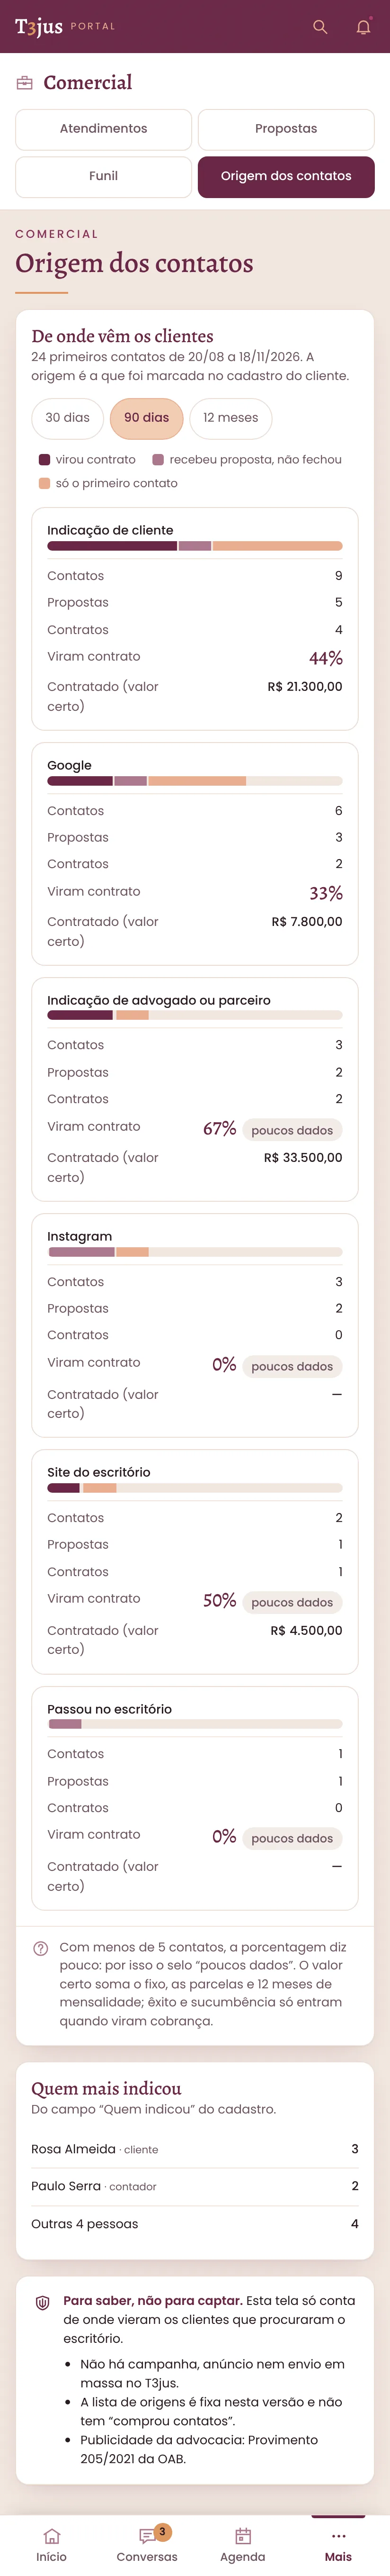 T3jus PORTAL
Comercial
Atendimentos
Propostas
Funil
Origem dos contatos
COMERCIAL
Origem dos contatos
De onde vêm os clientes
24 primeiros contatos de 20/08 a 18/11/2026. A
origem é a que foi marcada no cadastro do cliente.
30 dias
90 dias
12 meses
virou contrato
recebeu proposta, não fechou
só o primeiro contato
Indicação de cliente
Contatos 9
Propostas 5
Contratos 4
Viram contrato 44%
Contratado (valor R$ 21.300,00
certo)
Google
Contatos 6
Propostas 3
Contratos 2
Viram contrato 33%
Contratado (valor R$ 7.800,00
certo)
Indicação de advogado ou parceiro
Contatos 3
Propostas 2
Contratos 2
Viram contrato 67% poucos dados
Contratado (valor R$ 33.500,00
certo)
Instagram
Contatos 3
Propostas 2
Contratos 0
Viram contrato 0% poucos dados
Contratado (valor —
certo)
Site do escritório
Contatos 2
Propostas 1
Contratos 1
Viram contrato 50% poucos dados
Contratado (valor R$ 4.500,00
certo)
Passou no escritório
Contatos 1
Propostas 1
Contratos 0
Viram contrato 0% poucos dados
Contratado (valor —
certo)
Com menos de 5 contatos, a porcentagem diz
pouco: por isso o selo “poucos dados”. O valor
certo soma o fixo, as parcelas e 12 meses de
mensalidade; êxito e sucumbência só entram
quando viram cobrança.
Quem mais indicou
Do campo “Quem indicou” do cadastro.
Rosa Almeida · cliente 3
Paulo Serra · contador 2
Outras 4 pessoas 4
Para saber, não para captar. Esta tela só conta
de onde vieram os clientes que procuraram o
escritório.
• Não há campanha, anúncio nem envio em
massa no T3jus.
• A lista de origens é fixa nesta versão e não
tem “comprou contatos”.
• Publicidade da advocacia: Provimento
205/2021 da OAB.
3
Início
Conversas
Agenda
Mais